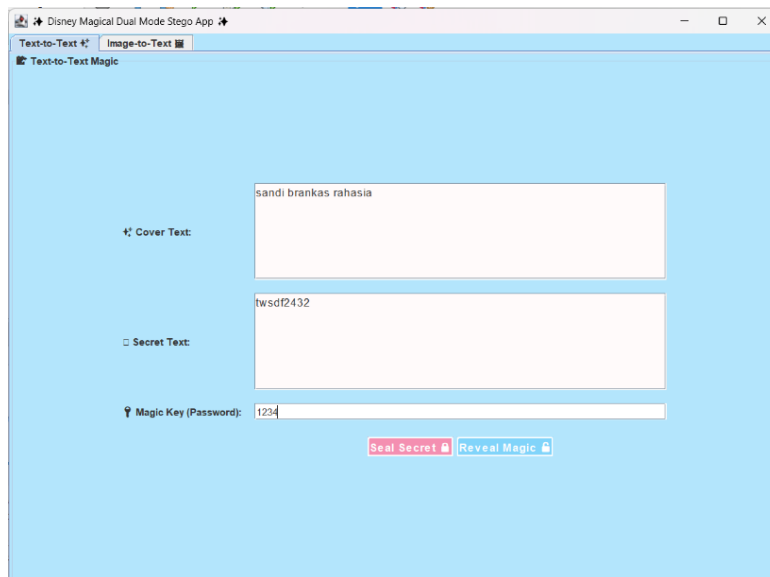 Disney Magical Dual Mode Stego App
Text-to-Text
Image-to-Text
Text-to-Text Magic
Cover Text:
sandi brankas rahasia
Secret Text:
twsdf2432
Magic Key (Password):
1234
Seal Secret
Reveal Magic